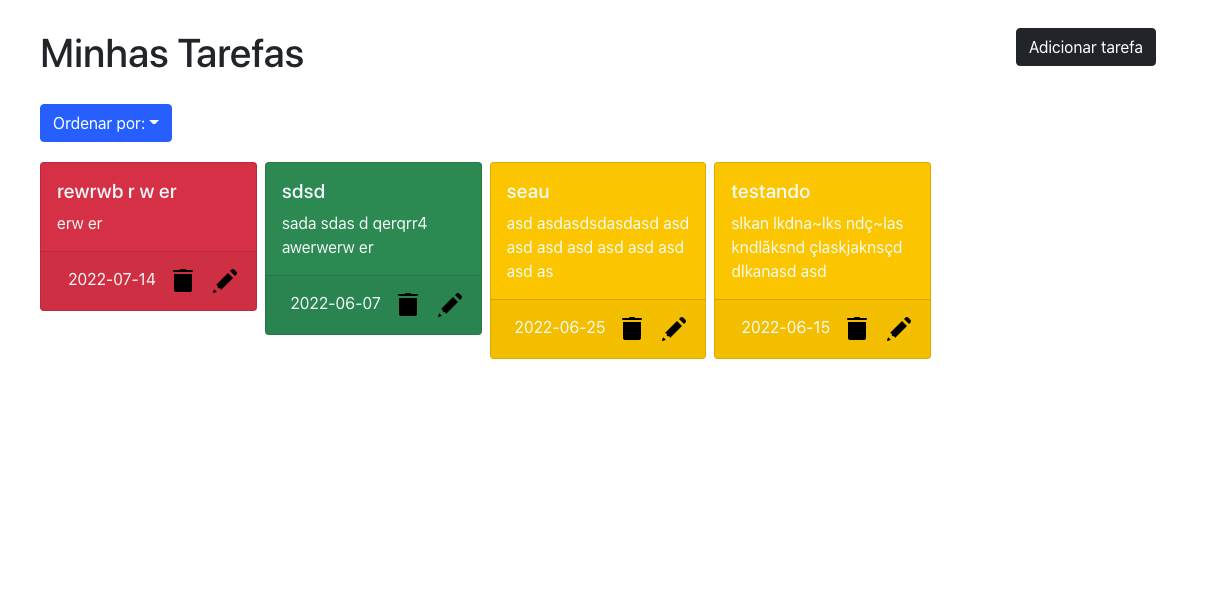 Minhas Tarefas
Adicionar tarefa
Ordenar por:
rewrwb r w er
erw er
2022-07-14
sdsd
sada sdas d qerqrr4
awerwerw er
2022-06-07
seau
asd asdasdsdasdasd asd
asd asd asd asd asd asd
asd as
2022-06-25
testando
slkan lkdna~lks ndç~las
kndlãksnd çlaskjaknsçd
dlkanasd asd
2022-06-15